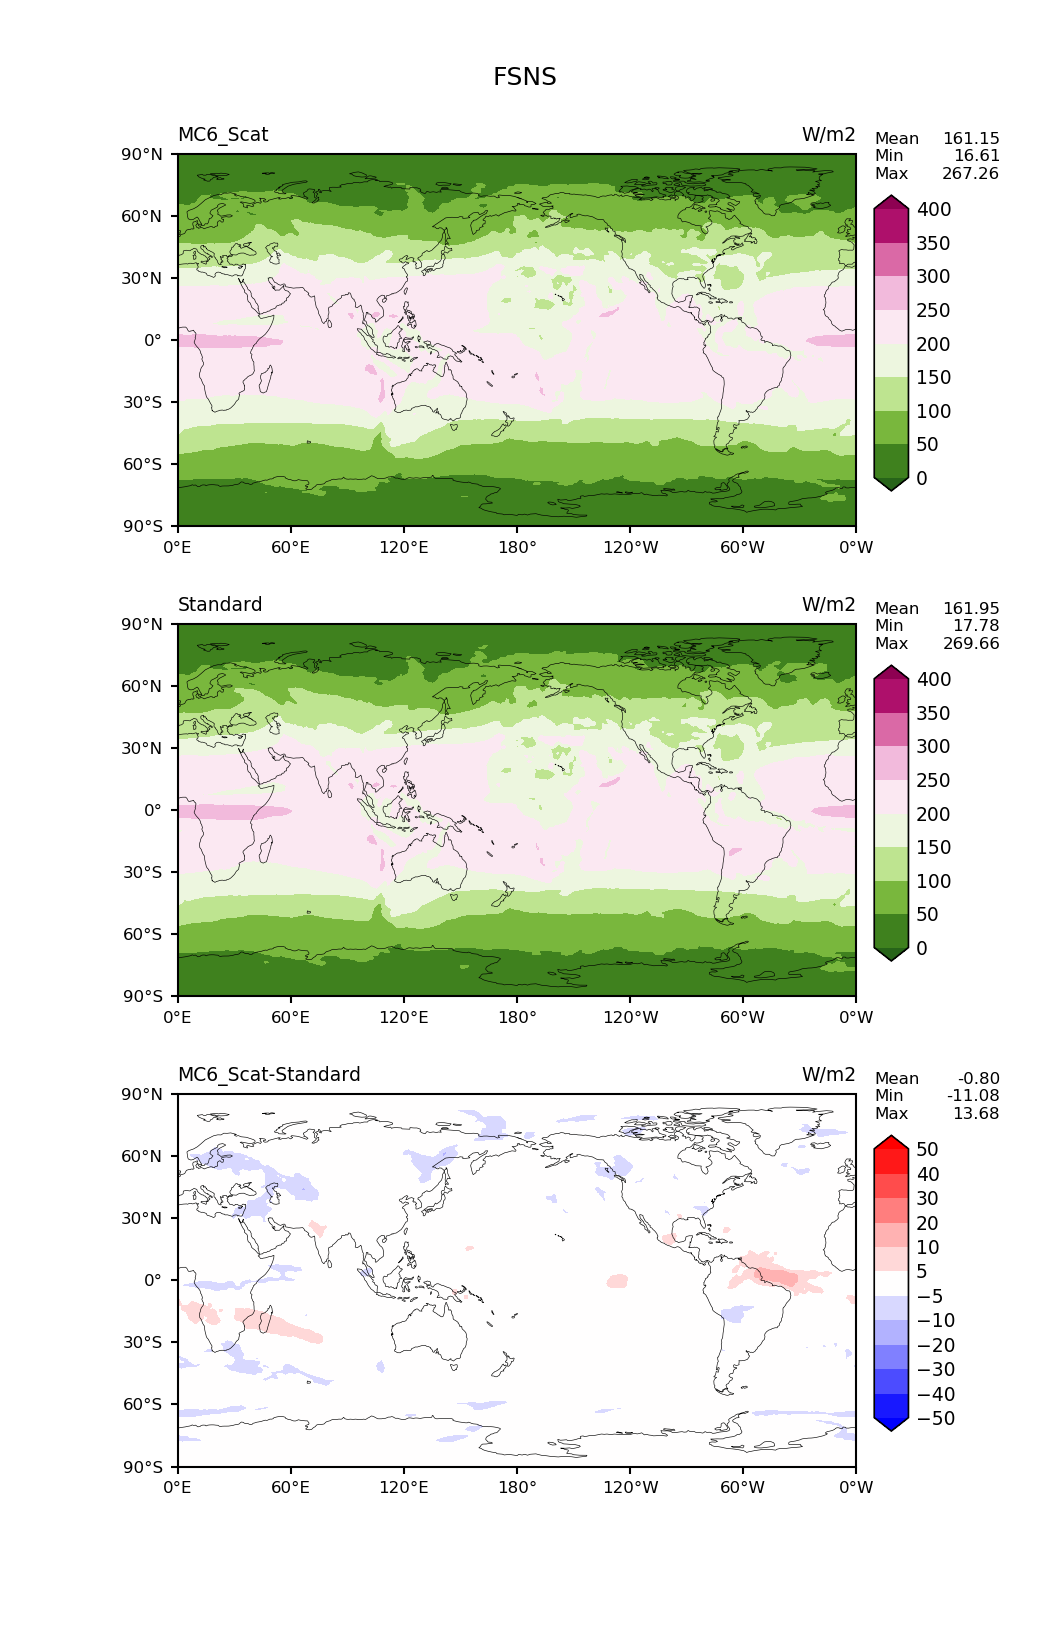 FSNS
MC6_Scat W/m2
Mean 161.15
Min 16.61
Max 267.26
90°N
60°N
30°N
0°
30°S
60°S
90°S
0°E 60°E 120°E 180° 120°W 60°W 0°W
400
350
300
250
200
150
100
50
0
Standard W/m2
Mean 161.95
Min 17.78
Max 269.66
90°N
60°N
30°N
0°
30°S
60°S
90°S
0°E 60°E 120°E 180° 120°W 60°W 0°W
400
350
300
250
200
150
100
50
0
MC6_Scat-Standard W/m2
Mean -0.80
Min -11.08
Max 13.68
90°N
60°N
30°N
0°
30°S
60°S
90°S
0°E 60°E 120°E 180° 120°W 60°W 0°W
50
40
30
20
10
5
−5
−10
−20
−30
−40
−50